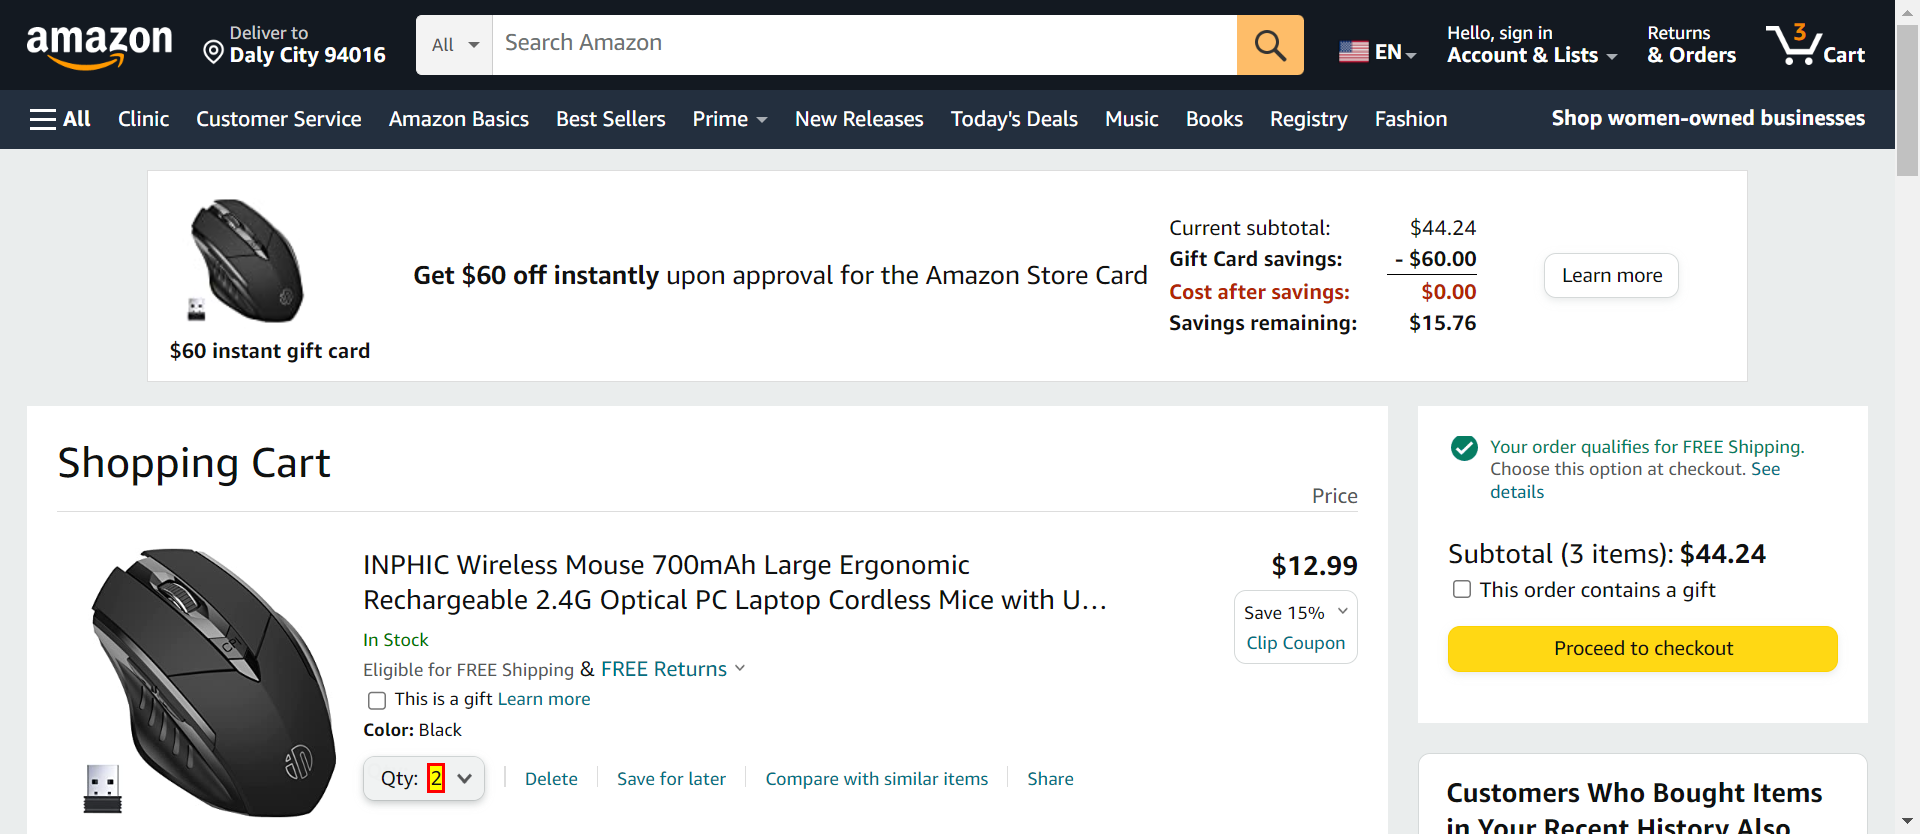 amazon
Deliver to
Daly City 94016
All
Search Amazon
EN
Hello, sign in
Account & Lists
Returns
& Orders
3
Cart
All
Clinic
Customer Service
Amazon Basics
Best Sellers
Prime
New Releases
Today's Deals
Music
Books
Registry
Fashion
Shop women-owned businesses
$60 instant gift card
Get $60 off instantly upon approval for the Amazon Store Card
Current subtotal: $44.24
Gift Card savings: - $60.00
Cost after savings: $0.00
Savings remaining: $15.76
Learn more
Shopping Cart
Price
INPHIC Wireless Mouse 700mAh Large Ergonomic
Rechargeable 2.4G Optical PC Laptop Cordless Mice with U…
In Stock
Eligible for FREE Shipping & FREE Returns
This is a gift Learn more
Color: Black
Qty: 2
Delete
Save for later
Compare with similar items
Share
$12.99
Save 15%
Clip Coupon
Your order qualifies for FREE Shipping.
Choose this option at checkout. See
details
Subtotal (3 items): $44.24
This order contains a gift
Proceed to checkout
Customers Who Bought Items
in Your Recent History Also